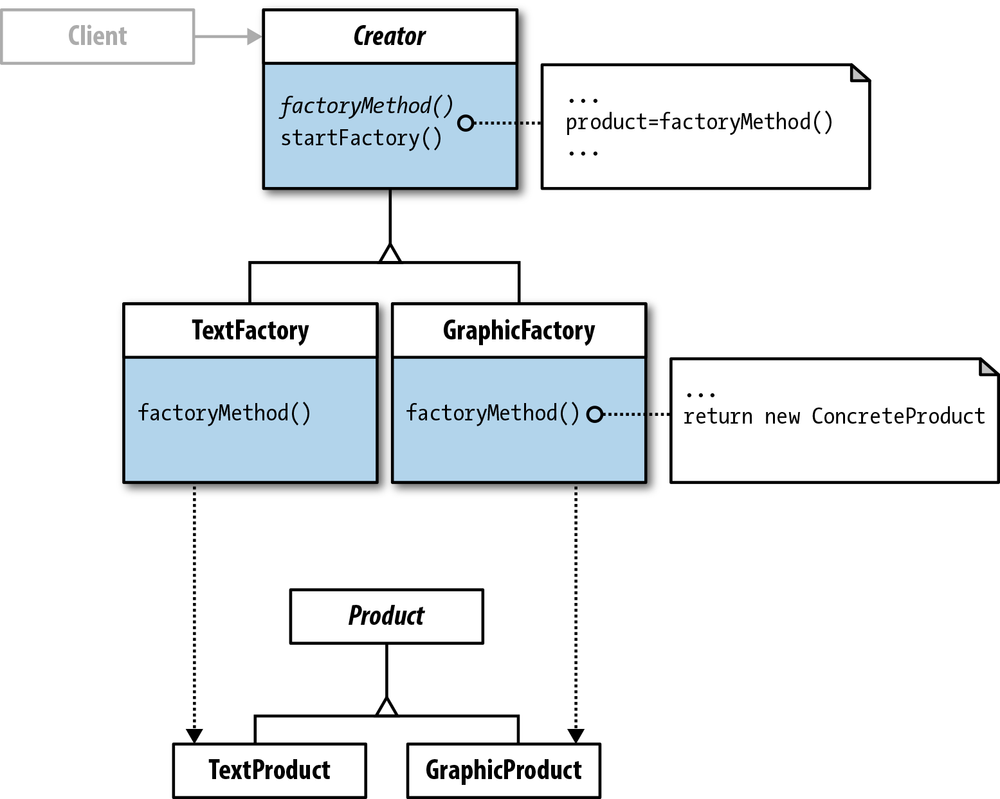 Client
Creator
factoryMethod()
startFactory()
...
product=factoryMethod()
...
TextFactory
factoryMethod()
GraphicFactory
factoryMethod()
...
return new ConcreteProduct
Product
TextProduct
GraphicProduct